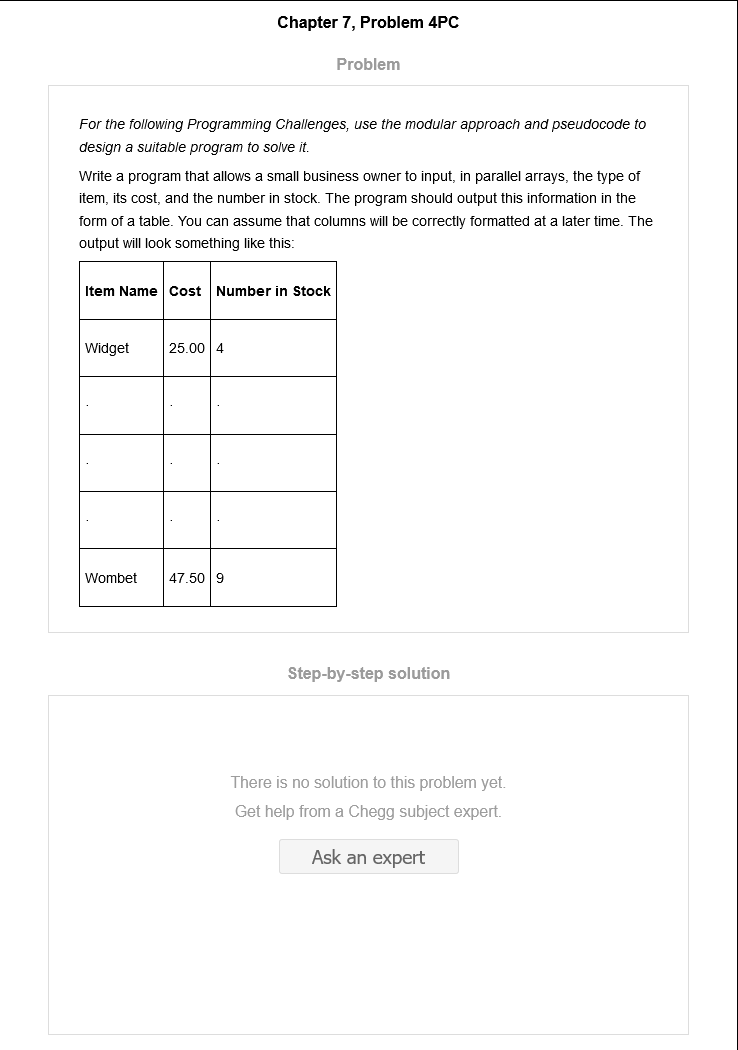 Chapter 7, Problem 4PC
Problem
For the following Programming Challenges, use the modular approach and pseudocode to
design a suitable program to solve it.
Write a program that allows a small business owner to input, in parallel arrays, the type of
item, its cost, and the number in stock. The program should output this information in the
form of a table. You can assume that columns will be correctly formatted at a later time. The
output will look something like this:
Item Name Cost Number in Stock
Widget 25.00 4
. . .
. . .
. . .
Wombet 47.50 9
Step-by-step solution
There is no solution to this problem yet.
Get help from a Chegg subject expert.
Ask an expert